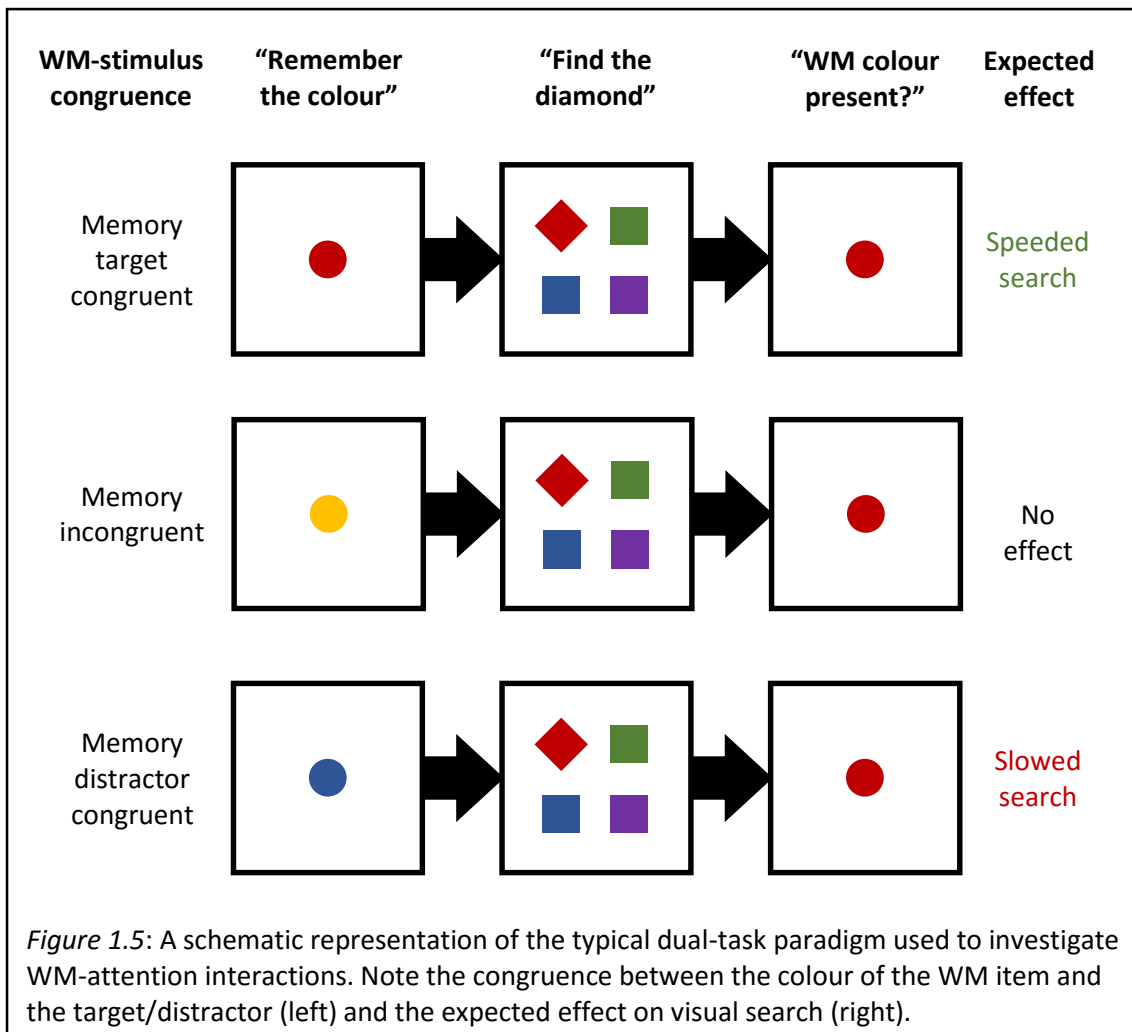 WM-stimulus congruence
“Remember the colour”
“Find the diamond”
“WM colour present?”
Expected effect
Memory target congruent
Speeded search
Memory incongruent
No effect
Memory distractor congruent
Slowed search
Figure 1.5: A schematic representation of the typical dual-task paradigm used to investigate
WM-attention interactions. Note the congruence between the colour of the WM item and
the target/distractor (left) and the expected effect on visual search (right).